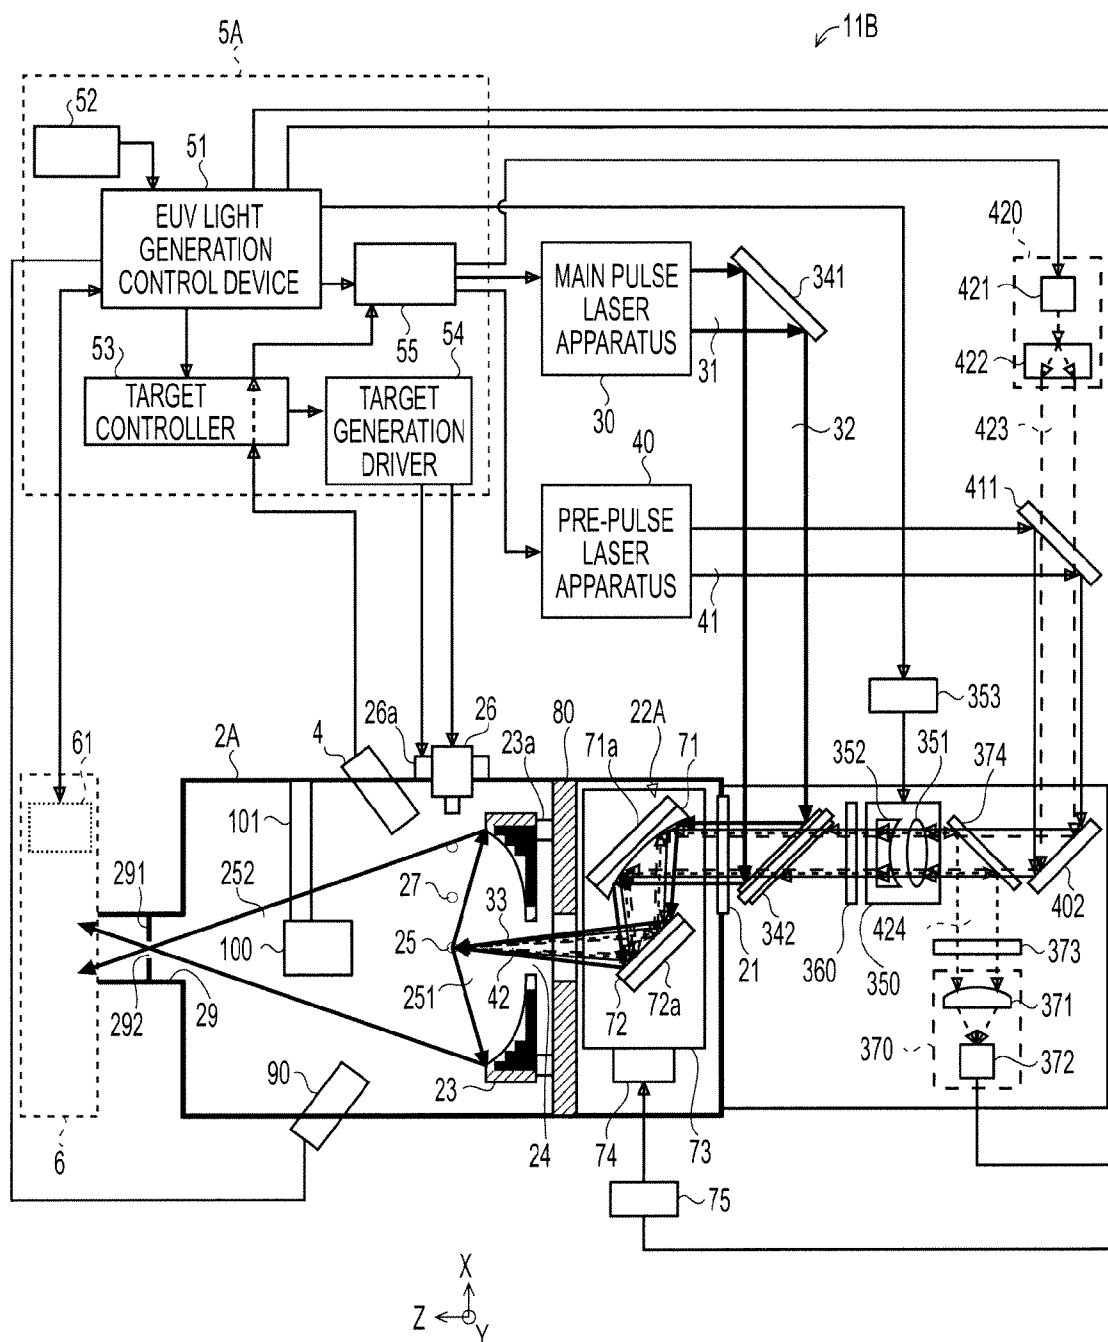 11B
5A
52
51
EUV LIGHT
GENERATION
CONTROL DEVICE
420
421
422
423
MAIN PULSE
LASER
APPARATUS
341
31
30
32
55
54
53
TARGET
CONTROLLER
TARGET
GENERATION
DRIVER
40
PRE-PULSE
LASER
APPARATUS
41
411
353
61
2A
4
26a
26
23a
80
22A
71a
71
352
351
374
101
291
252
27
33
25
100
251
42
292
29
72
72a
21
342
360
350
424
402
373
371
370
372
90
23
6
24
74
73
75
X
Z
Y